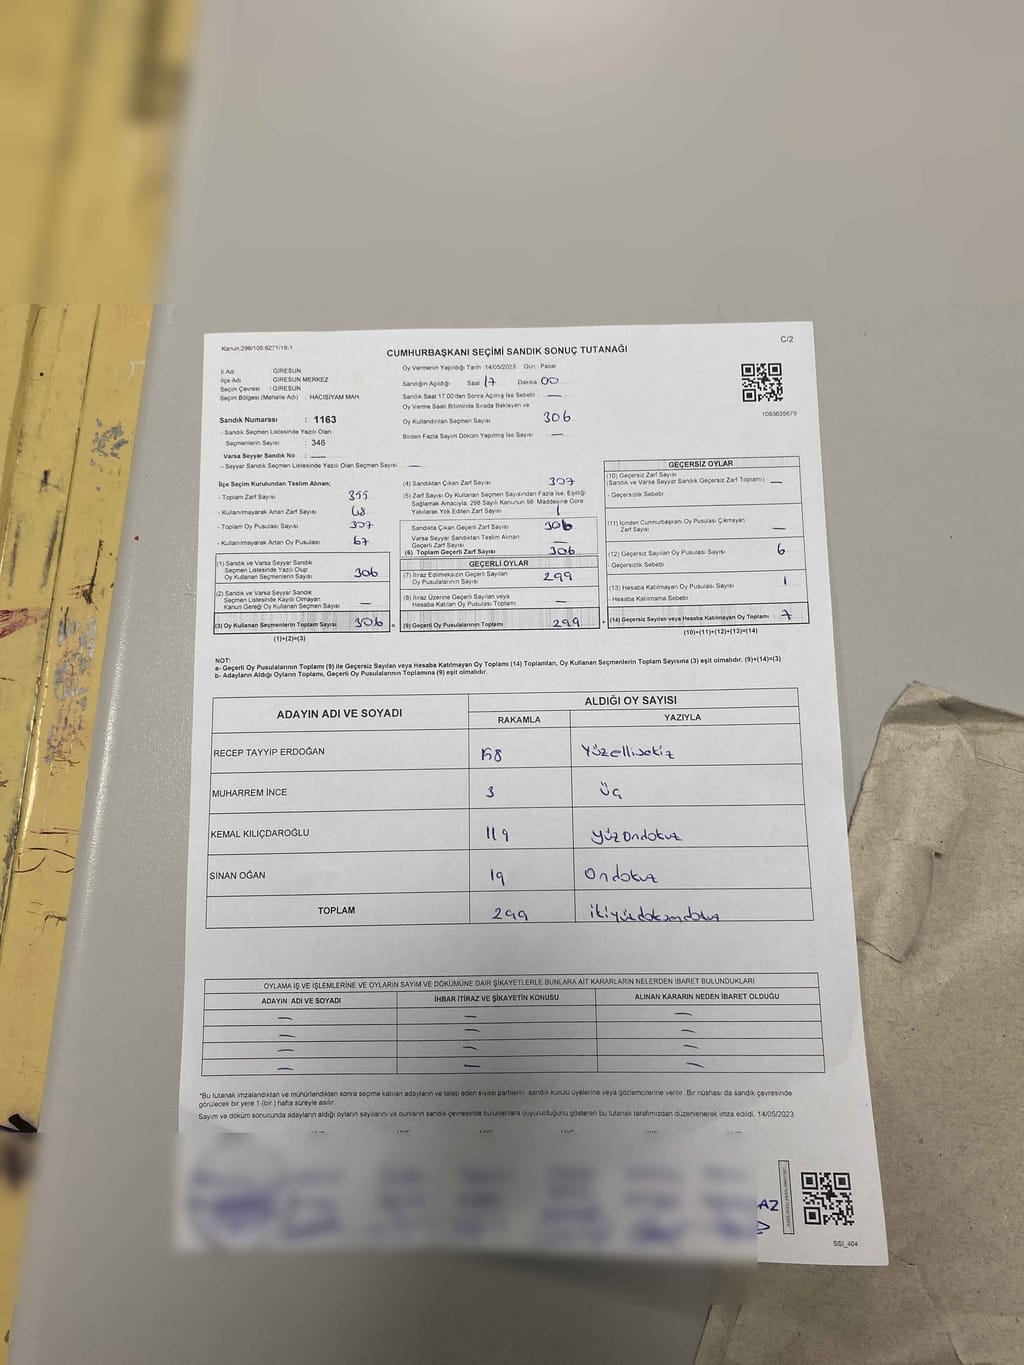 Kanun:298/108.6271/18-1
C/2
CUMHURBAŞKANI SEÇİMİ SANDIK SONUÇ TUTANAĞI
İl Adı : GİRESUN
İlçe Adı : GİRESUN MERKEZ
Seçim Çevresi : GİRESUN
Seçim Bölgesi (Mahalle Adı) : HACISİYAM MAH
Sandık Numarası : 1163
- Sandık Seçmen Listesinde Yazılı Olan
Seçmenlerin Sayısı : 346
Varsa Seyyar Sandık No : —
- Seyyar Sandık Seçmen Listesinde Yazılı Olan Seçmen Sayısı : —
Oy Vermenin Yapıldığı Tarih : 14/05/2023 Gün : Pazar
Sandığın Açıldığı Saat 17 Dakika 00
Sandık Saat 17:00'den Sonra Açılmış İse Sebebi —
Oy Verme Saati Bitiminde Sırada Bekleyen ve
Oy Kullandırılan Seçmen Sayısı 306
Birden Fazla Sayım Döküm Yapılmış İse Sayısı —
1093635679
İlçe Seçim Kurulundan Teslim Alınan;
- Toplam Zarf Sayısı 355
- Kullanılmayarak Artan Zarf Sayısı 48
- Toplam Oy Pusulası Sayısı 307
- Kullanılmayarak Artan Oy Pusulası 67
(1) Sandık ve Varsa Seyyar Sandık
Seçmen Listesinde Yazılı Olup
Oy Kullanan Seçmenlerin Sayısı 306
(2) Sandık ve Varsa Seyyar Sandık
Seçmen Listesinde Kayıtlı Olmayan
Kanun Gereği Oy Kullanan Seçmen Sayısı —
(3) Oy Kullanan Seçmenlerin Toplam Sayısı 306 =
(1)+(2)=(3)
(4) Sandıktan Çıkan Zarf Sayısı 307
(5) Zarf Sayısı Oy Kullanan Seçmen Sayısından Fazla İse; Eşitliği
Sağlamak Amacıyla, 298 Sayılı Kanunun 98. Maddesine Göre
Yakılarak Yok Edilen Zarf Sayısı 1
Sandıkta Çıkan Geçerli Zarf Sayısı 306
Varsa Seyyar Sandıktan Teslim Alınan
Geçerli Zarf Sayısı —
(6) Toplam Geçerli Zarf Sayısı 306
GEÇERLİ OYLAR
(7) İtiraz Edilmeksizin Geçerli Sayılan
Oy Pusulalarının Sayısı 299
(8) İtiraz Üzerine Geçerli Sayılan veya
Hesaba Katılan Oy Pusulası Toplamı —
(9) Geçerli Oy Pusulalarının Toplamı 299 +
GEÇERSİZ OYLAR
(10) Geçersiz Zarf Sayısı
(Sandık ve Varsa Seyyar Sandık Geçersiz Zarf Toplamı) —
- Geçersizlik Sebebi
(11) İçinden Cumhurbaşkanı Oy Pusulası Çıkmayan
Zarf Sayısı —
(12) Geçersiz Sayılan Oy Pusulası Sayısı 6
- Geçersizlik Sebebi
(13) Hesaba Katılmayan Oy Pusulası Sayısı 1
- Hesaba Katılmama Sebebi
(14) Geçersiz Sayılan veya Hesaba Katılmayan Oy Toplamı 7
(10)+(11)+(12)+(13)=(14)
NOT:
a- Geçerli Oy Pusulalarının Toplamı (9) ile Geçersiz Sayılan veya Hesaba Katılmayan Oy Toplamı (14) Toplamları, Oy Kullanan Seçmenlerin Toplam Sayısına (3) eşit olmalıdır. (9)+(14)=(3)
b- Adayların Aldığı Oyların Toplamı, Geçerli Oy Pusulalarının Toplamına (9) eşit olmalıdır.
ADAYIN ADI VE SOYADI ALDIĞI OY SAYISI
RAKAMLA YAZIYLA
RECEP TAYYIP ERDOĞAN 158 Yüzellisekiz
MUHARREM İNCE 3 Üç
KEMAL KILIÇDAROĞLU 119 yüzondokuz
SİNAN OĞAN 19 Ondokuz
TOPLAM 299 ikiyüzdoksandokuz
OYLAMA İŞ VE İŞLEMLERİNE VE OYLARIN SAYIM VE DÖKÜMÜNE DAİR ŞİKAYETLERLE BUNLARA AİT KARARLARIN NELERDEN İBARET BULUNDUKLARI
ADAYIN ADI VE SOYADI İHBAR İTİRAZ VE ŞİKAYETİN KONUSU ALINAN KARARIN NEDEN İBARET OLDUĞU
— — —
— — —
— — —
— — —
*Bu tutanak imzalandıktan ve mühürlendikten sonra seçime katılan adayların ve talep eden siyasi partilerin sandık kurulu üyelerine veya gözlemcilerine verilir. Bir nüshası da sandık çevresinde
görülecek bir yere 1 (bir) hafta süreyle asılır.
Sayım ve döküm sonucunda adayların aldığı oyların sayılarını ve bunların sandık çevresinde bulunanlara duyurulduğunu gösteren bu tutanak tarafımızdan düzenlenerek imza edildi. 14/05/2023
AZ
SSI_404